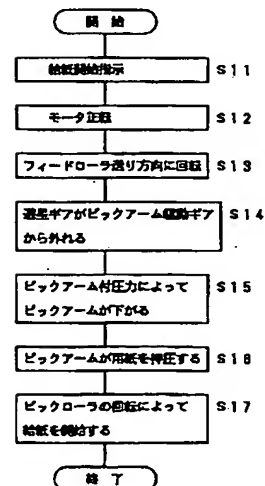 開 始
給紙開始指示 S11
モータ正転 S12
フィードローラ送り方向に回転 S13
遊星ギアがピックアーム駆動ギア S14
から外れる
ピックアーム付圧力によって S15
ピックアームが下がる
ピックアームが用紙を押圧する S16
ピックローラの回転によって S17
給紙を開始する
終 了